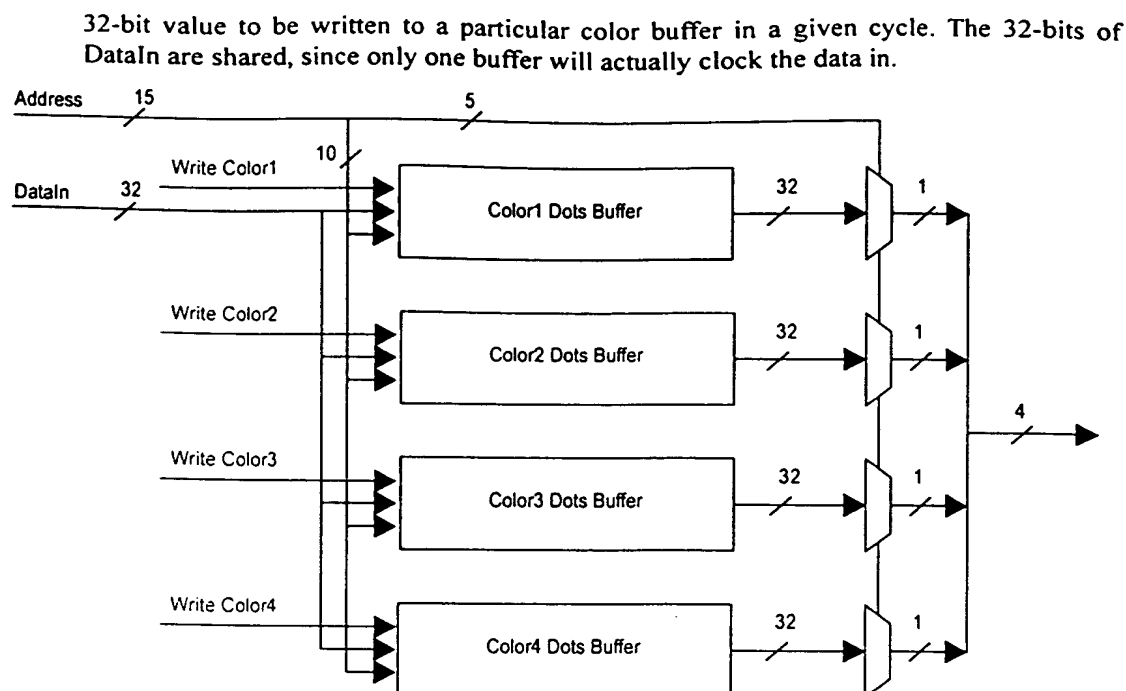 32-bit value to be written to a particular color buffer in a given cycle. The 32-bits of
DataIn are shared, since only one buffer will actually clock the data in.
Address 15 5
10
Write Color1
DataIn 32
Color1 Dots Buffer
32
1
Write Color2
Color2 Dots Buffer
32
1
4
Write Color3
Color3 Dots Buffer
32
1
Write Color4
Color4 Dots Buffer
32
1